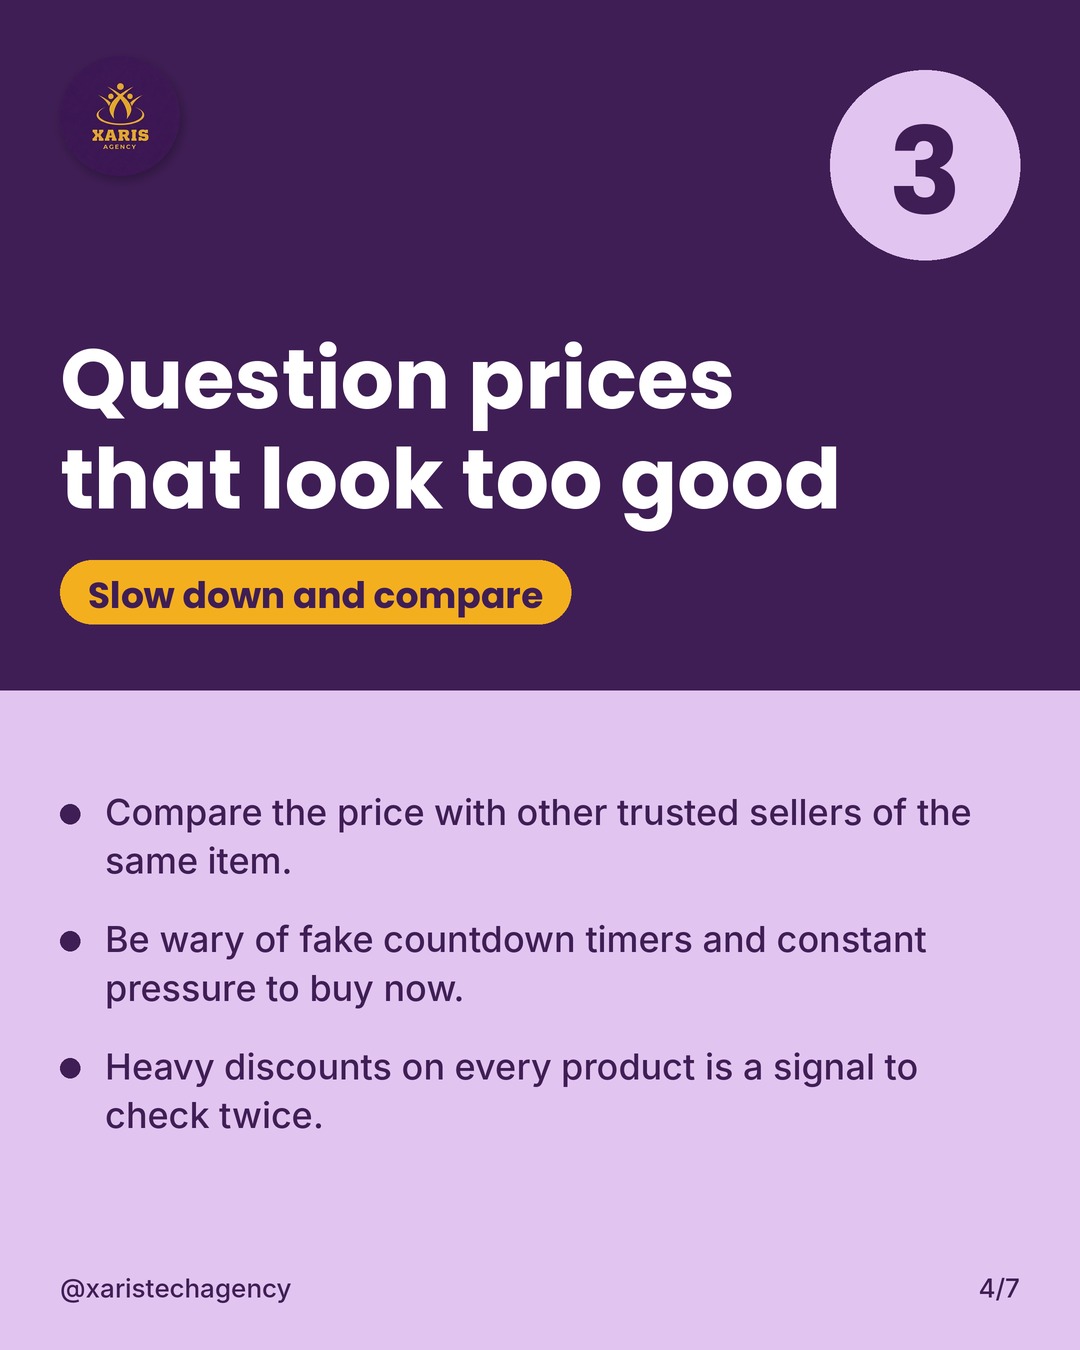 XARIS
AGENCY
3
Question prices
that look too good
Slow down and compare
Compare the price with other trusted sellers of the
same item.
Be wary of fake countdown timers and constant
pressure to buy now.
Heavy discounts on every product is a signal to
check twice.
@xaristechagency
4/7